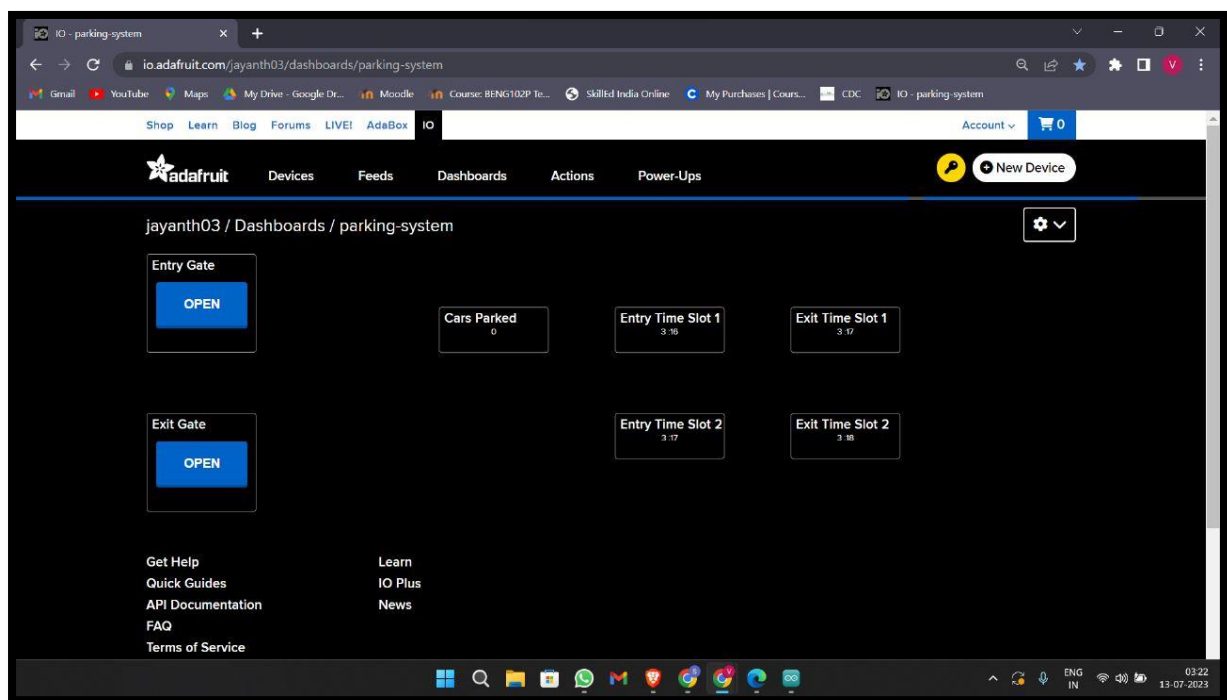 IO - parking-system
io.adafruit.com/jayanth03/dashboards/parking-system
V
Gmail YouTube Maps My Drive - Google Dr... Moodle Course: BENG102P Te... SkillEd India Online My Purchases | Cours... CDC IO - parking-system
Shop Learn Blog Forums LIVE! AdaBox IO Account 0
adafruit Devices Feeds Dashboards Actions Power-Ups New Device
jayanth03 / Dashboards / parking-system
Entry Gate
OPEN
Cars Parked
0
Entry Time Slot 1
3:16
Exit Time Slot 1
3:17
Exit Gate
OPEN
Entry Time Slot 2
3:17
Exit Time Slot 2
3:18
Get Help
Quick Guides
API Documentation
FAQ
Terms of Service
Learn
IO Plus
News
ENG
IN
03:22
13-07-2023